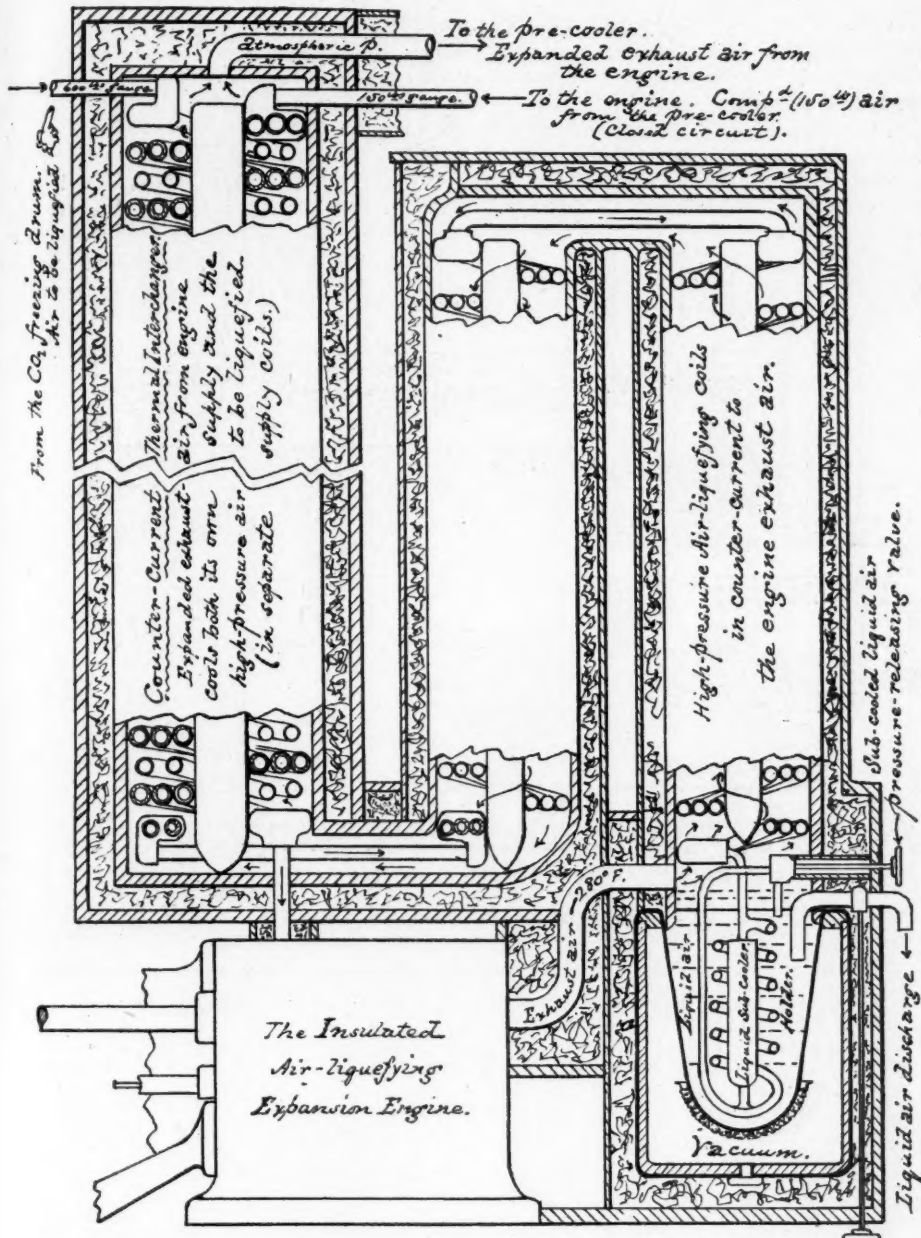 atmospheric p.
To the pre-cooler.
Expanded exhaust air from
the engine.
600 lbs gauge
150 lbs gauge.
To the engine. Comp.d (150 lb) air
from the pre-cooler.
(Closed circuit).
From the CO2 freezing drum.
Air to be liquefied
Counter-Current Thermal Interchanger.
Expanded exhaust air from engine
cools both its own supply and the
high-pressure air to be liquefied
(in separate supply coils.)
High-pressure Air-liquefying coils
in counter-current to
the engine exhaust air.
Sub-cooled liquid air
pressure-releasing valve.
Exhaust air -280° F.
Liquid air
Liquid Sub-Cooler.
Holder.
Vacuum.
Liquid air discharge
The Insulated
Air-liquefying
Expansion Engine.